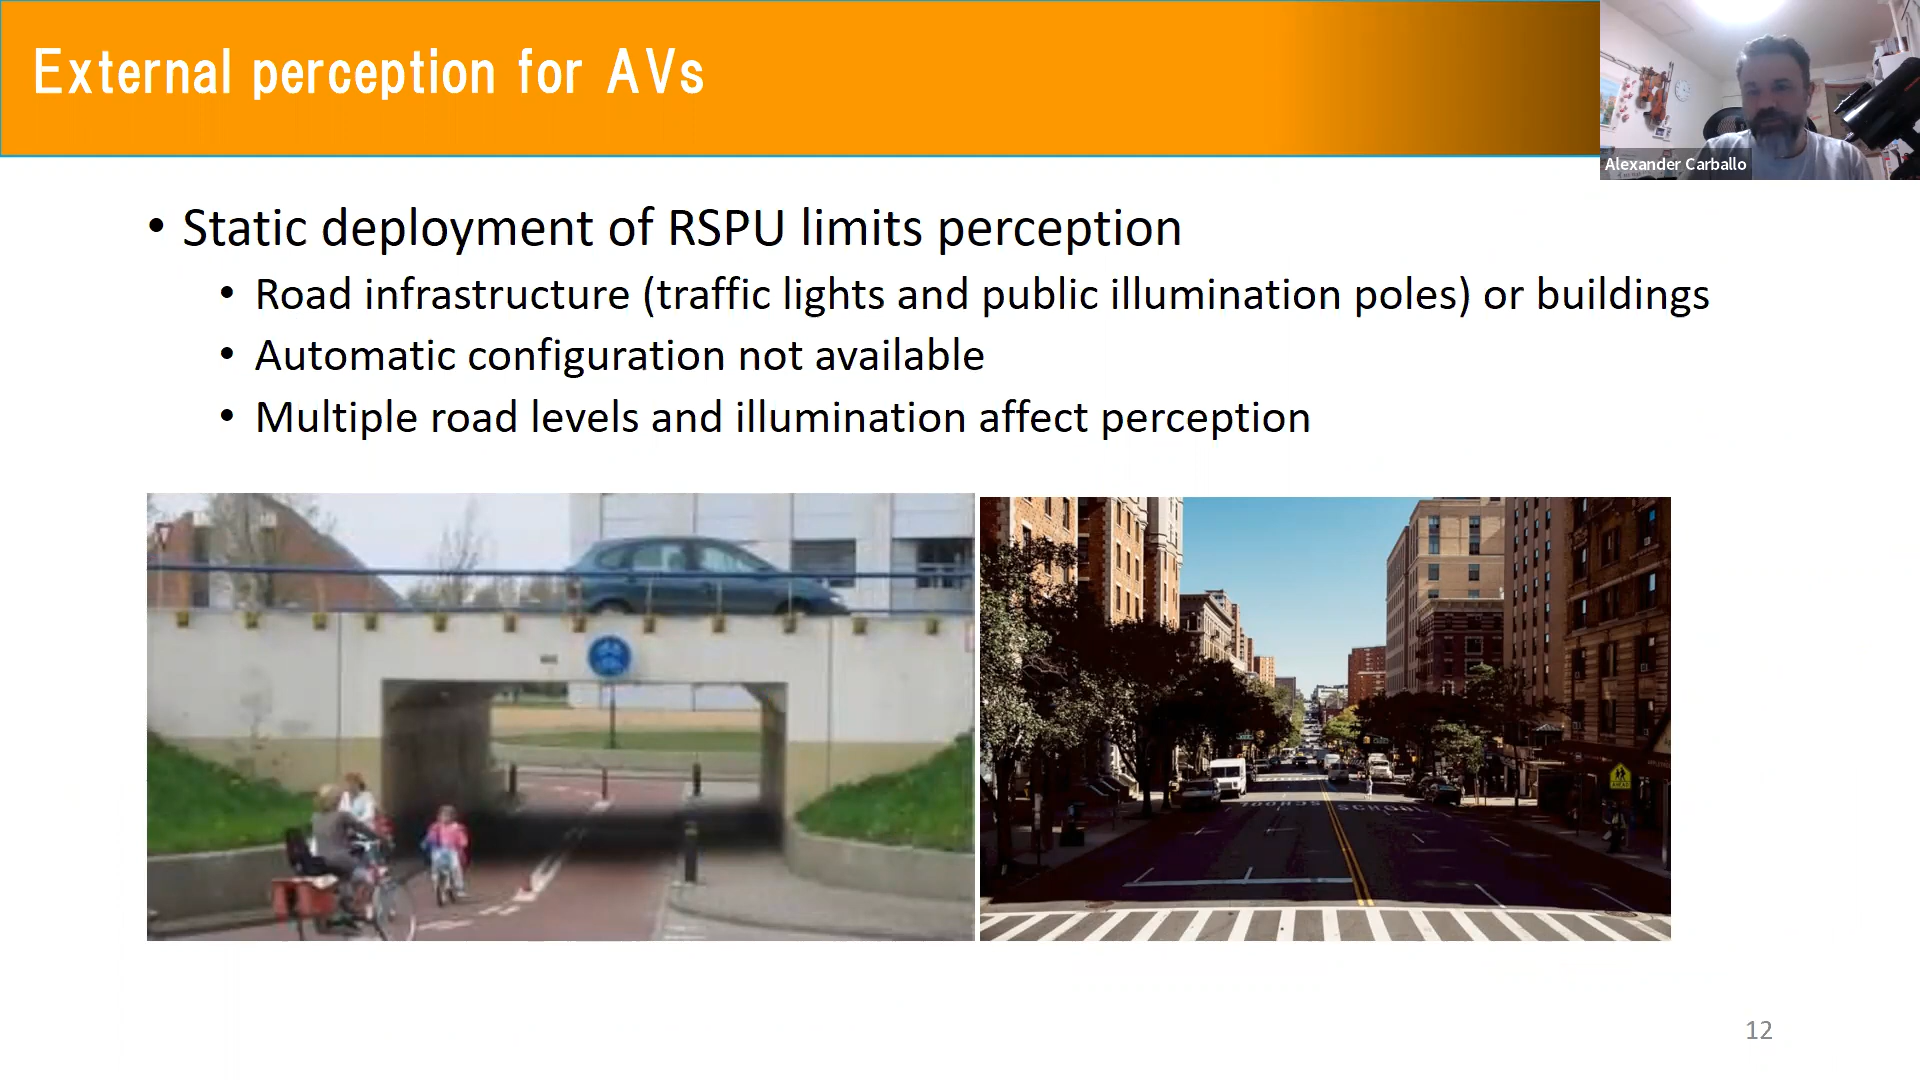 External perception for AVs
Alexander Carballo
• Static deployment of RSPU limits perception
• Road infrastructure (traffic lights and public illumination poles) or buildings
• Automatic configuration not available
• Multiple road levels and illumination affect perception
SCHOOL
12